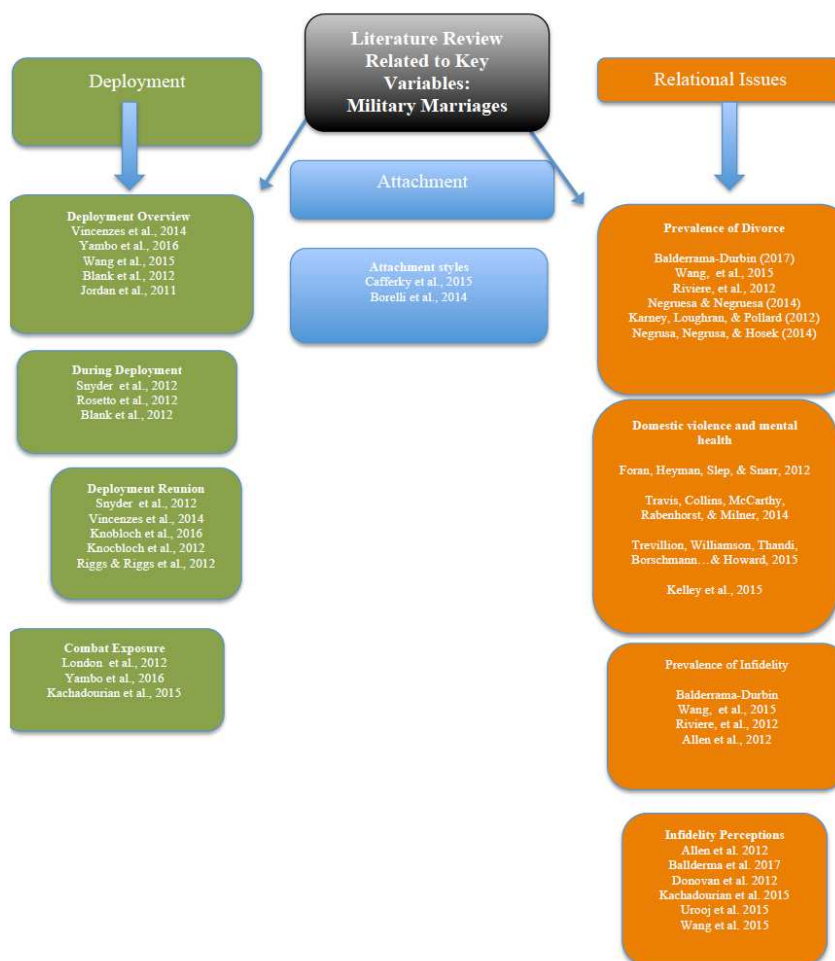 Literature Review
Related to Key
Variables:
Military Marriages
Deployment
Deployment Overview
Vincenzes et al., 2014
Yambo et al., 2016
Wang et al., 2015
Blank et al., 2012
Jordan et al., 2011
During Deployment
Snyder et al., 2012
Rosetto et al., 2012
Blank et al., 2012
Deployment Reunion
Snyder et al., 2012
Vincenzes et al., 2014
Knobloch et al., 2016
Knocbloch et al., 2012
Riggs & Riggs et al., 2012
Combat Exposure
London et al., 2012
Yambo et al., 2016
Kachadourian et al., 2015
Attachment
Attachment styles
Cafferky et al., 2015
Borelli et al., 2014
Relational Issues
Prevalence of Divorce
Balderrama-Durbin (2017)
Wang, et al., 2015
Riviere, et al., 2012
Negruesa & Negruesa (2014)
Karney, Loughran, & Pollard (2012)
Negrusa, Negrusa, & Hosek (2014)
Domestic violence and mental
health
Foran, Heyman, Slep, & Snarr, 2012
Travis, Collins, McCarthy,
Rabenhorst, & Milner, 2014
Trevillion, Williamson, Thandi,
Borschmann…& Howard, 2015
Kelley et al., 2015
Prevalence of Infidelity
Balderrama-Durbin
Wang, et al., 2015
Riviere, et al., 2012
Allen et al., 2012
Infidelity Perceptions
Allen et al. 2012
Ballderma et al. 2017
Donovan et al. 2012
Kachadourian et al. 2015
Urooj et al. 2015
Wang et al. 2015